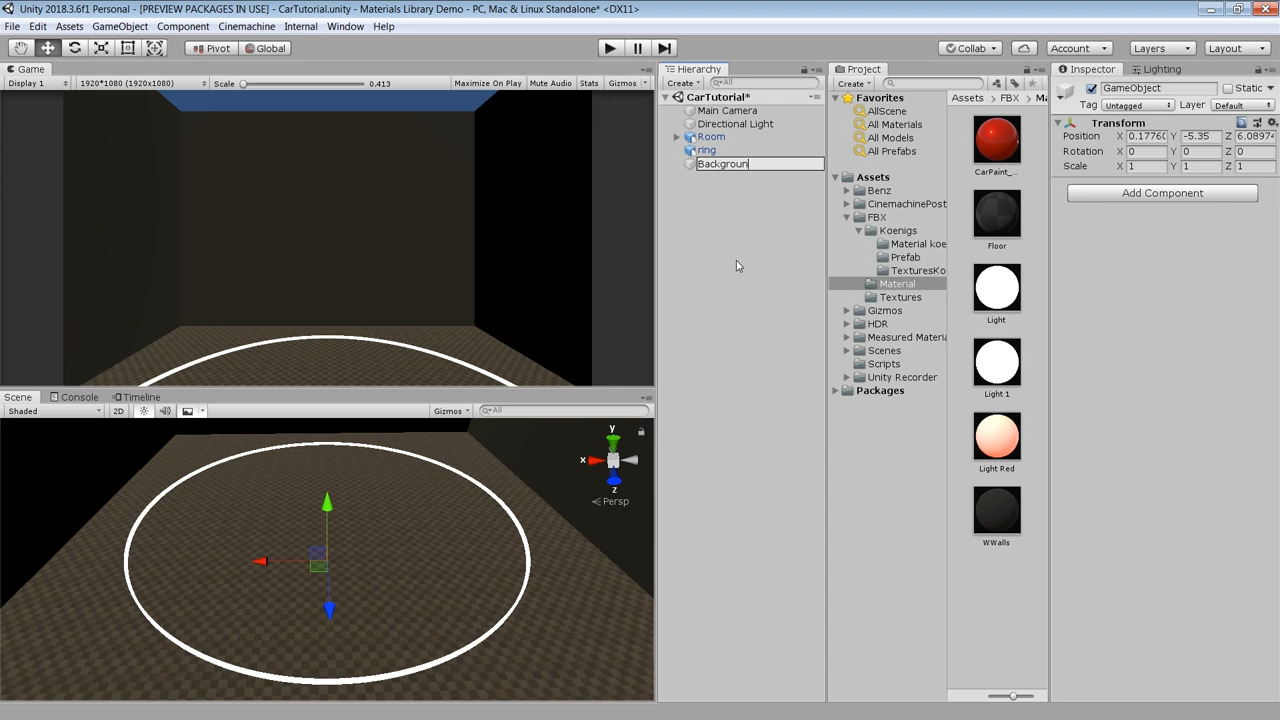 Unity 2018.3.6f1 Personal - [PREVIEW PACKAGES IN USE] - CarTutorial.unity - Materials Library Demo - PC, Mac & Linux Standalone* <DX11>
File Edit Assets GameObject Component Cinemachine Internal Window Help
Pivot Global Collab Account Layers Layout
Game
Display 1 1920*1080 (1920x1080) Scale 0.413 Maximize On Play Mute Audio Stats Gizmos
Hierarchy
Create All
CarTutorial*
Main Camera
Directional Light
Room
ring
Backgroun
Scene Console Timeline
Shaded 2D Gizmos All
y
x
z
Persp
Project
Create
Favorites
AllScene
All Materials
All Models
All Prefabs
Assets
Benz
CinemachinePost
FBX
Koenigs
Material koe
Prefab
TexturesKo
Material
Textures
Gizmos
HDR
Measured Materia
Scenes
Scripts
Unity Recorder
Packages
Assets > FBX > Ma
CarPaint_...
Floor
Light
Light 1
Light Red
WWalls
Inspector Lighting
GameObject Static
Tag Untagged Layer Default
Transform
Position X 0.1776( Y -5.35 Z 6.08974
Rotation X 0 Y 0 Z 0
Scale X 1 Y 1 Z 1
Add Component